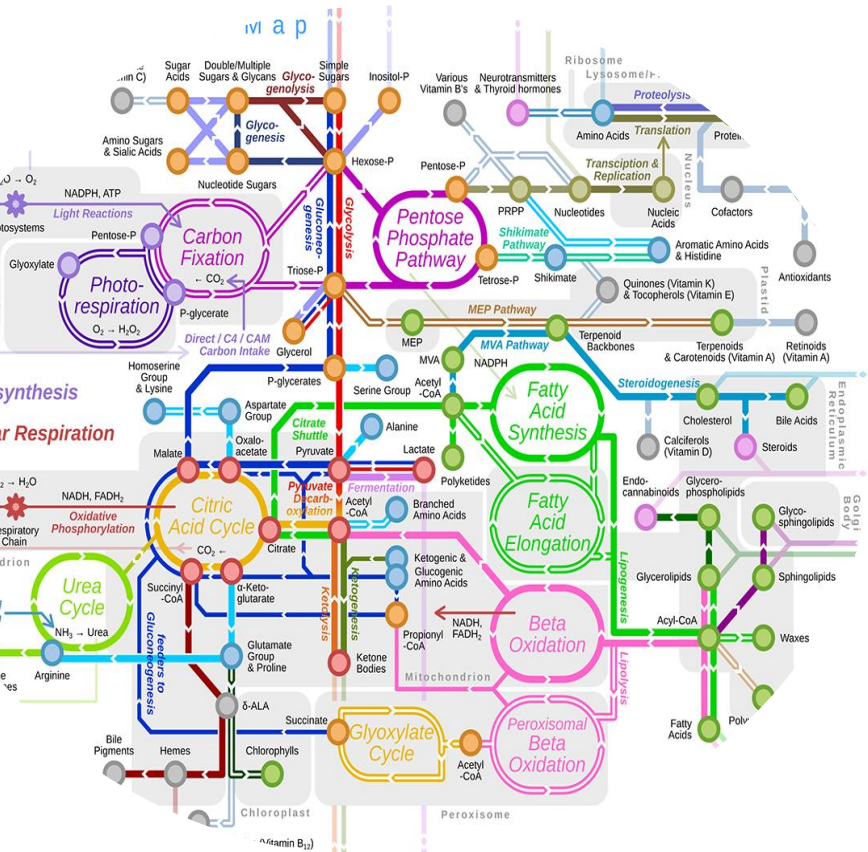 Map
Sugar
Acids
Double/Multiple
Sugars & Glycans
Glyco-
genolysis
Simple
Sugars
Inositol-P
Various
Vitamin B's
Neurotransmitters
& Thyroid hormones
Ribosome
Proteolysis
Amino Acids
Translation
Amino Sugars
& Sialic Acids
Glyco-
genesis
Nucleotide Sugars
Hexose-P
Pentose-P
Transciption &
Replication
Nucleus
PRPP
Nucleotides
Nucleic
Acids
Cofactors
NADPH, ATP
Light Reactions
Pentose-P
Carbon
Fixation
← CO₂
Gluconeo-
genesis
Glycolysis
Pentose
Phosphate
Pathway
Shikimate
Pathway
Tetrose-P
Shikimate
Aromatic Amino Acids
& Histidine
Antioxidants
Glyoxylate
Photo-
respiration
O₂ → H₂O₂
P-glycerate
Triose-P
Quinones (Vitamin K)
& Tocopherols (Vitamin E)
Plastid
Direct / C4 / CAM
Carbon Intake
Glycerol
MEP
MEP Pathway
MVA Pathway
Terpenoid
Backbones
Terpenoids
& Carotenoids (Vitamin A)
Retinoids
(Vitamin A)
Homoserine
Group
& Lysine
P-glycerates
Serine Group
MVA
NADPH
Acetyl
-CoA
Fatty
Acid
Synthesis
Steroidogenesis
Cholesterol
Bile Acids
Endoplasmic
Reticulum
Aspartate
Group
Citrate
Shuttle
Alanine
Calciferols
(Vitamin D)
Steroids
Malate
Oxalo-
acetate
Pyruvate
Lactate
Polyketides
NADH, FADH₂
Oxidative
Phosphorylation
Citric
Acid Cycle
CO₂ ←
Citrate
Pyruvate
Decarb-
oxylation
Fermentation
Acetyl
-CoA
Branched
Amino Acids
Fatty
Acid
Elongation
Endo-
cannabinoids
Glycero-
phospholipids
Glyco-
sphingolipids
Golgi
Body
Urea
Cycle
NH₃ → Urea
Arginine
Succinyl
-CoA
α-Keto-
glutarate
Ketolysis
Ketogenesis
Ketogenic &
Glucogenic
Amino Acids
Lipogenesis
Glycerolipids
Sphingolipids
Propionyl
-CoA
NADH,
FADH₂
Beta
Oxidation
Acyl-CoA
Waxes
Glutamate
Group
& Proline
feeders to
Gluconeogenesis
Ketone
Bodies
Mitochondrion
Lipolysis
δ-ALA
Succinate
Glyoxylate
Cycle
Acetyl
-CoA
Peroxisomal
Beta
Oxidation
Fatty
Acids
Bile
Pigments
Hemes
Chlorophylls
Chloroplast
Peroxisome